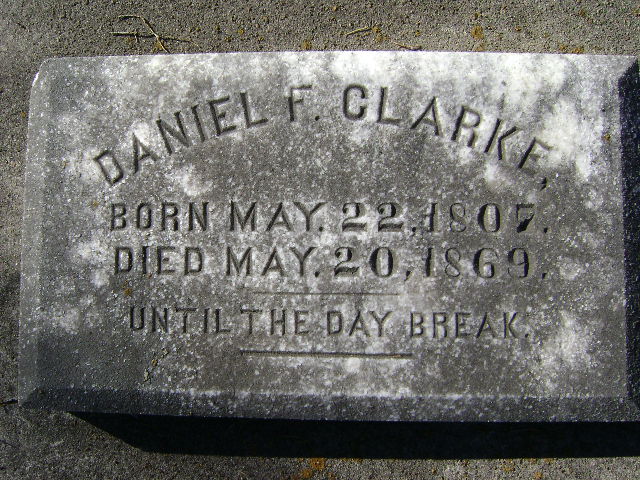 DANIEL F. CLARKE,
BORN MAY. 22, 1807.
DIED MAY. 20, 1869.
UNTIL THE DAY BREAK.